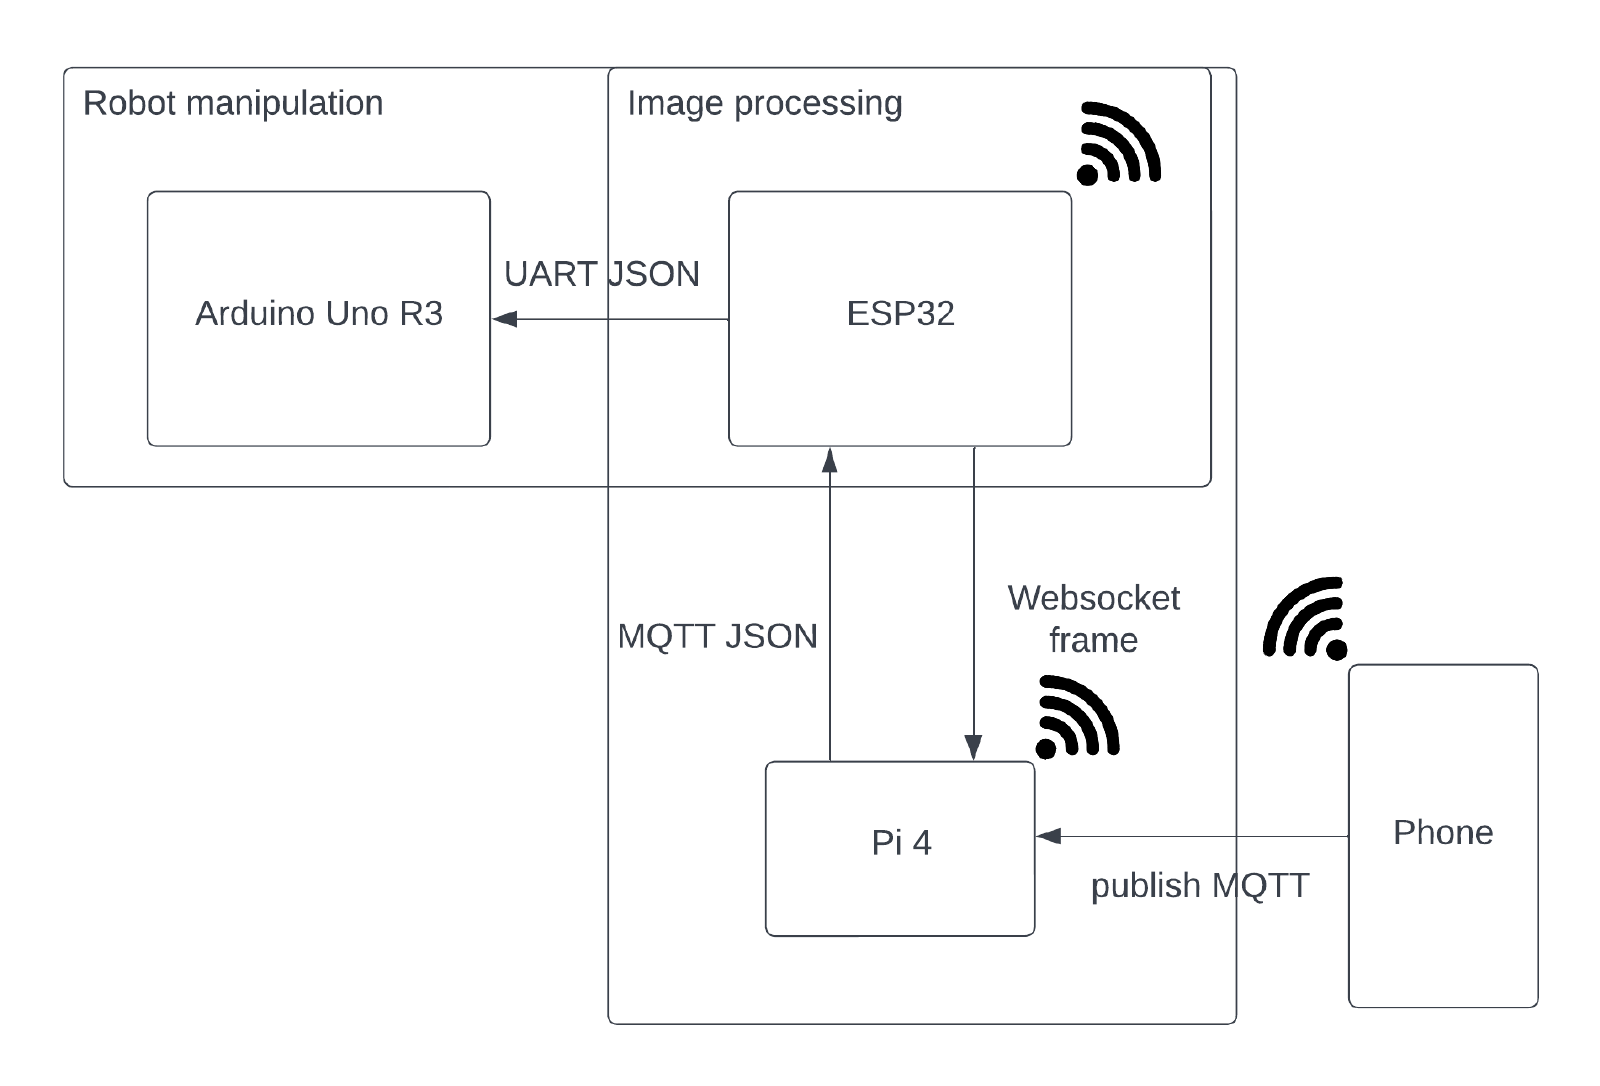 Robot manipulation
Image processing
UART JSON
Arduino Uno R3
ESP32
Websocket
frame
MQTT JSON
Pi 4
Phone
publish MQTT